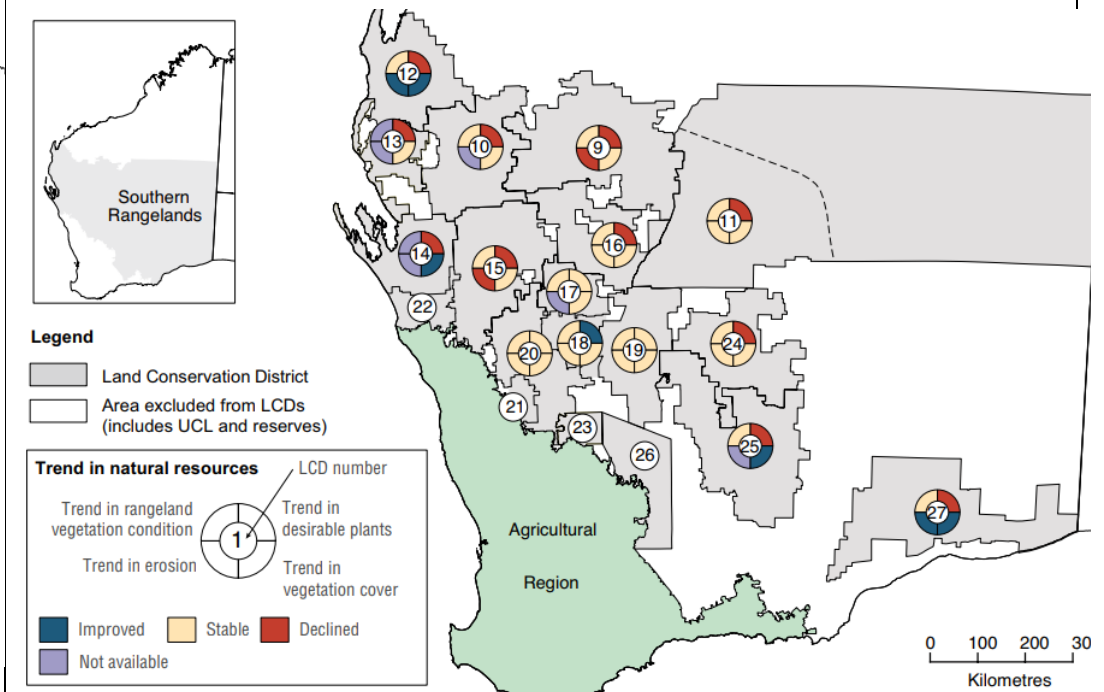 Southern
Rangelands
12
13
10
9
11
14
15
16
17
22
20
18
19
24
21
23
26
25
27
Legend
Land Conservation District
Area excluded from LCDs
(includes UCL and reserves)
Trend in natural resources
LCD number
Trend in rangeland
vegetation condition
Trend in
desirable plants
1
Trend in erosion
Trend in
vegetation cover
Improved
Stable
Declined
Not available
Agricultural
Region
0 100 200 30
Kilometres